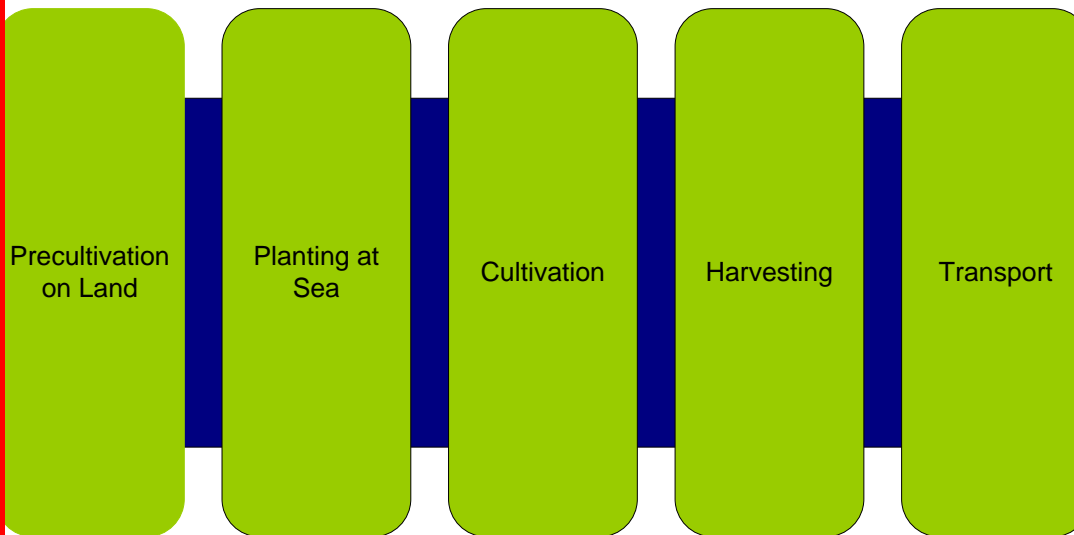 Precultivation
on Land
Planting at
Sea
Cultivation
Harvesting
Transport